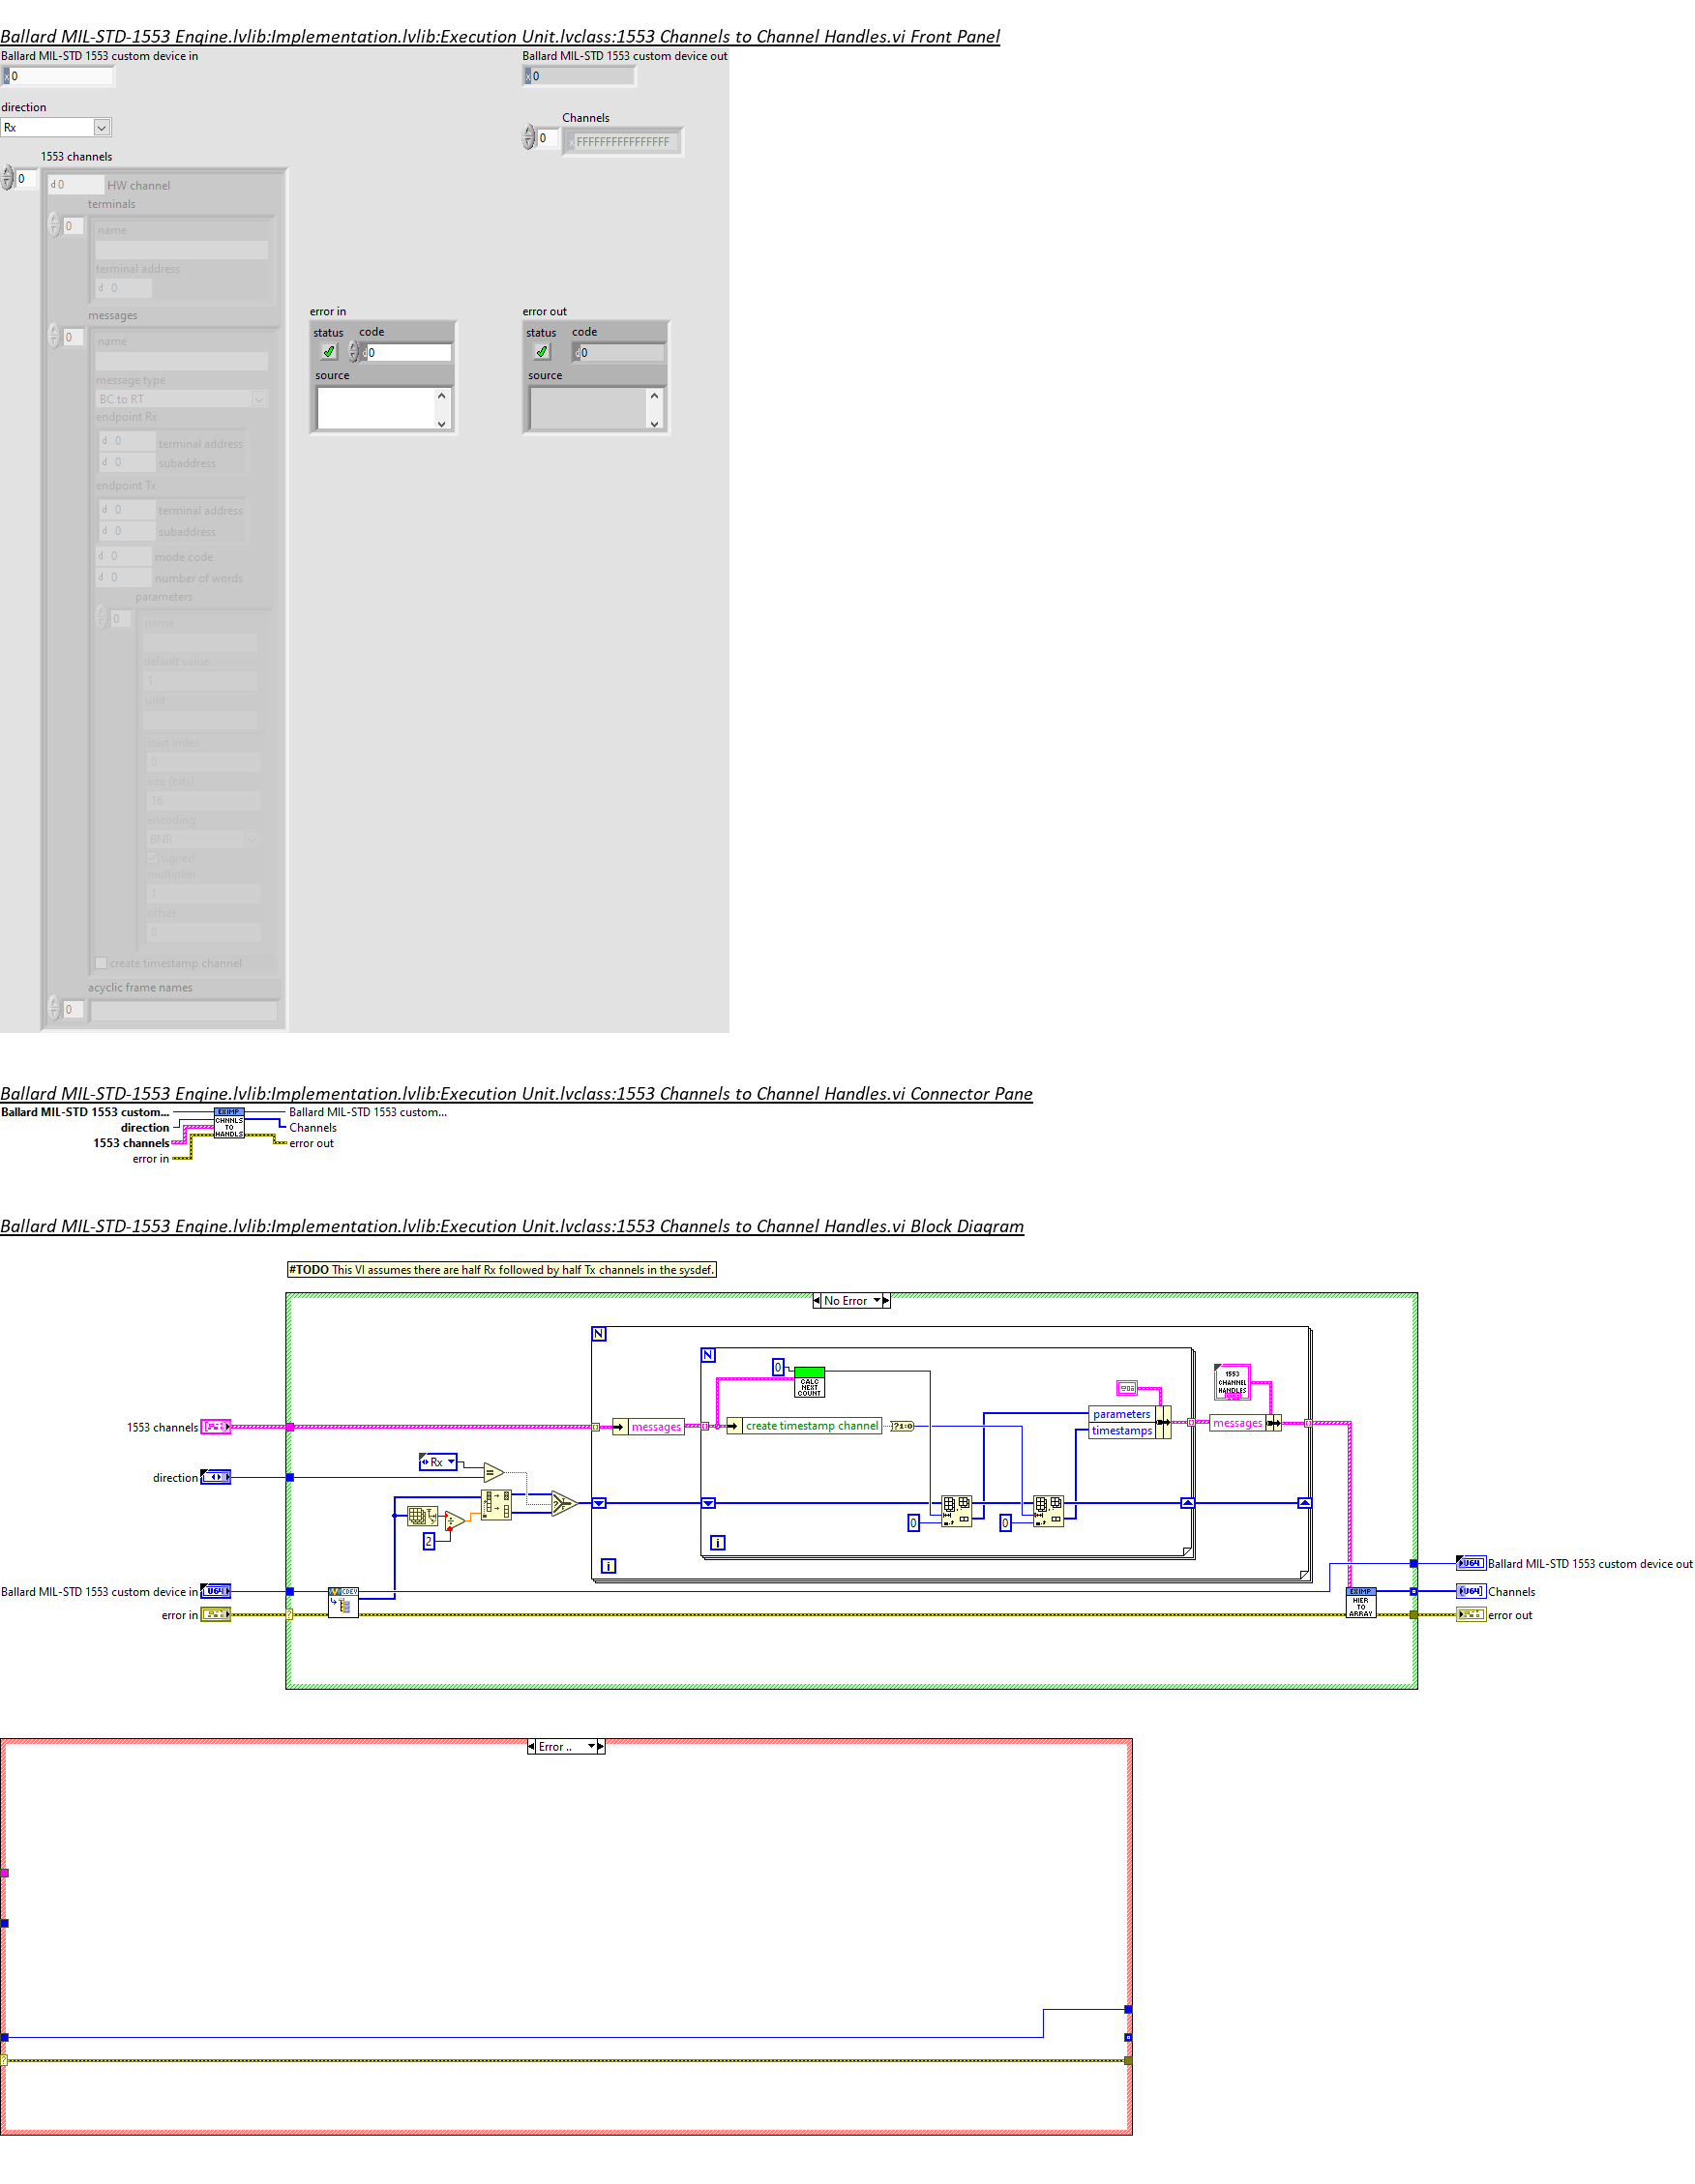 Ballard MIL-STD-1553 Engine.lvlib:Implementation.lvlib:Execution Unit.lvclass:1553 Channels to Channel Handles.vi Front Panel
Ballard MIL-STD 1553 custom device in
Ballard MIL-STD 1553 custom device out
x 0
x 0
direction
Rx
Channels
0
x FFFFFFFFFFFFFFFF
1553 channels
0
d 0 HW channel
terminals
0
name
terminal address
d 0
messages
0
name
message type
BC to RT
endpoint Rx
d 0 terminal address
d 0 subaddress
endpoint Tx
d 0 terminal address
d 0 subaddress
d 0 mode code
d 0 number of words
parameters
0
name
default value
1
unit
start index
0
size (bits)
16
encoding
BNR
signed
multiplier
1
offset
0
create timestamp channel
acyclic frame names
0
error in
status code
d 0
source
error out
status code
d 0
source
Ballard MIL-STD-1553 Engine.lvlib:Implementation.lvlib:Execution Unit.lvclass:1553 Channels to Channel Handles.vi Connector Pane
Ballard MIL-STD 1553 custom...
direction
1553 channels
error in
EXIMP
CHNNLS
TO
HANDLS
Ballard MIL-STD 1553 custom...
Channels
error out
Ballard MIL-STD-1553 Engine.lvlib:Implementation.lvlib:Execution Unit.lvclass:1553 Channels to Channel Handles.vi Block Diagram
#TODO This VI assumes there are half Rx followed by half Tx channels in the sysdef.
No Error
N
N
0
CALC
NEXT
COUNT
1553
CHANNEL
HANDLES
1553 channels
messages
create timestamp channel
?1:0
parameters
timestamps
messages
direction
Rx
=
2
0
0
i
i
Ballard MIL-STD 1553 custom device in
U64
CDEV
error in
?
EXIMP
HIER
TO
ARRAY
U64
Ballard MIL-STD 1553 custom device out
U64
Channels
error out
Error ..
?